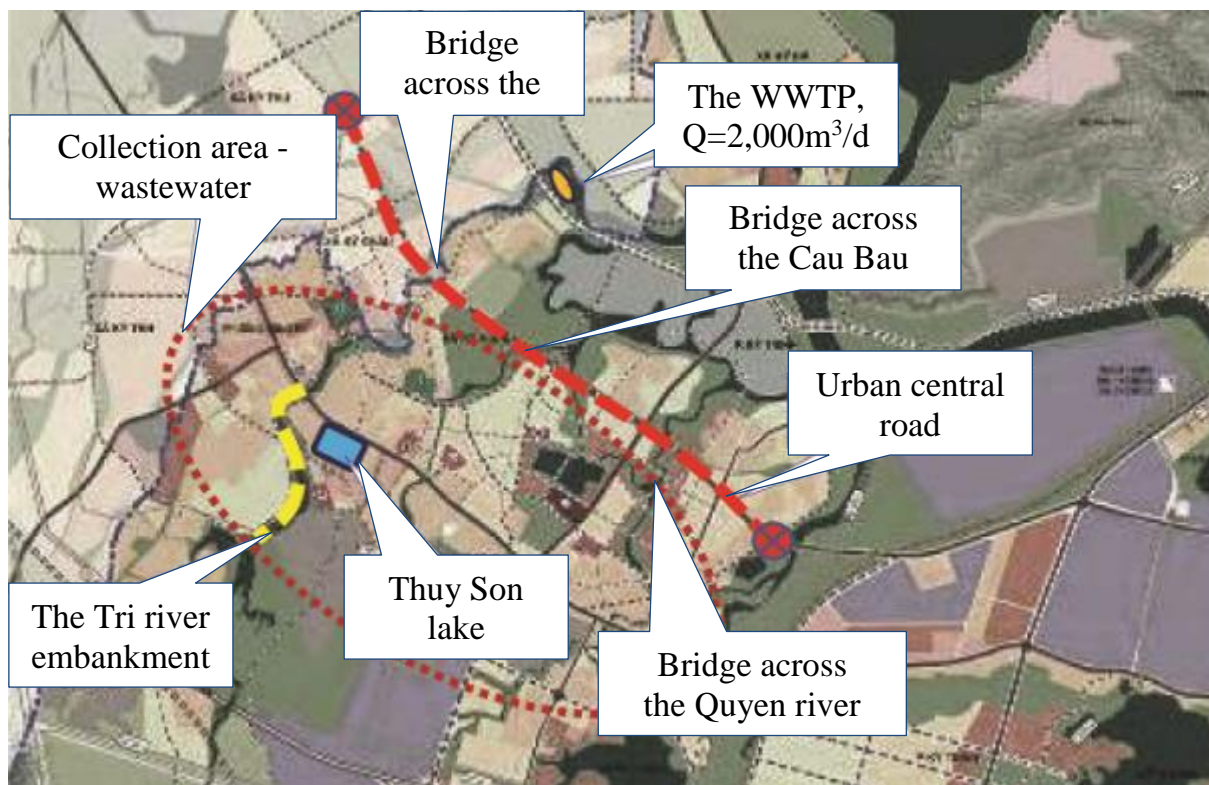 Bridge
across the
The WWTP,
Q=2,000m³/d
Collection area -
wastewater
Bridge across
the Cau Bau
Urban central
road
The Tri river
embankment
Thuy Son
lake
Bridge across
the Quyen river